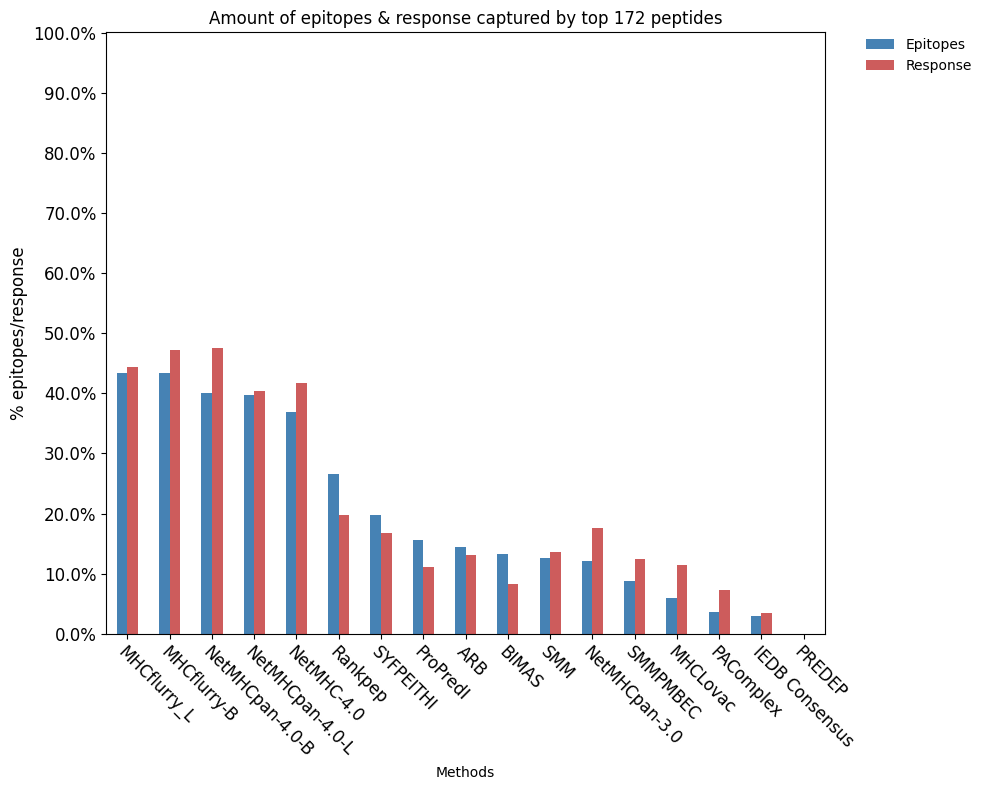 Amount of epitopes & response captured by top 172 peptides
Epitopes
Response
100.0%
90.0%
80.0%
70.0%
60.0%
50.0%
40.0%
30.0%
20.0%
10.0%
0.0%
% epitopes/response
MHCflurry_L
MHCflurry-B
NetMHCpan-4.0-B
NetMHCpan-4.0-L
NetMHC-4.0
Rankpep
SYFPEITHI
ProPredI
ARB
BIMAS
SMM
NetMHCpan-3.0
SMMPMBEC
MHCLovac
PAComplex
IEDB Consensus
PREDEP
Methods